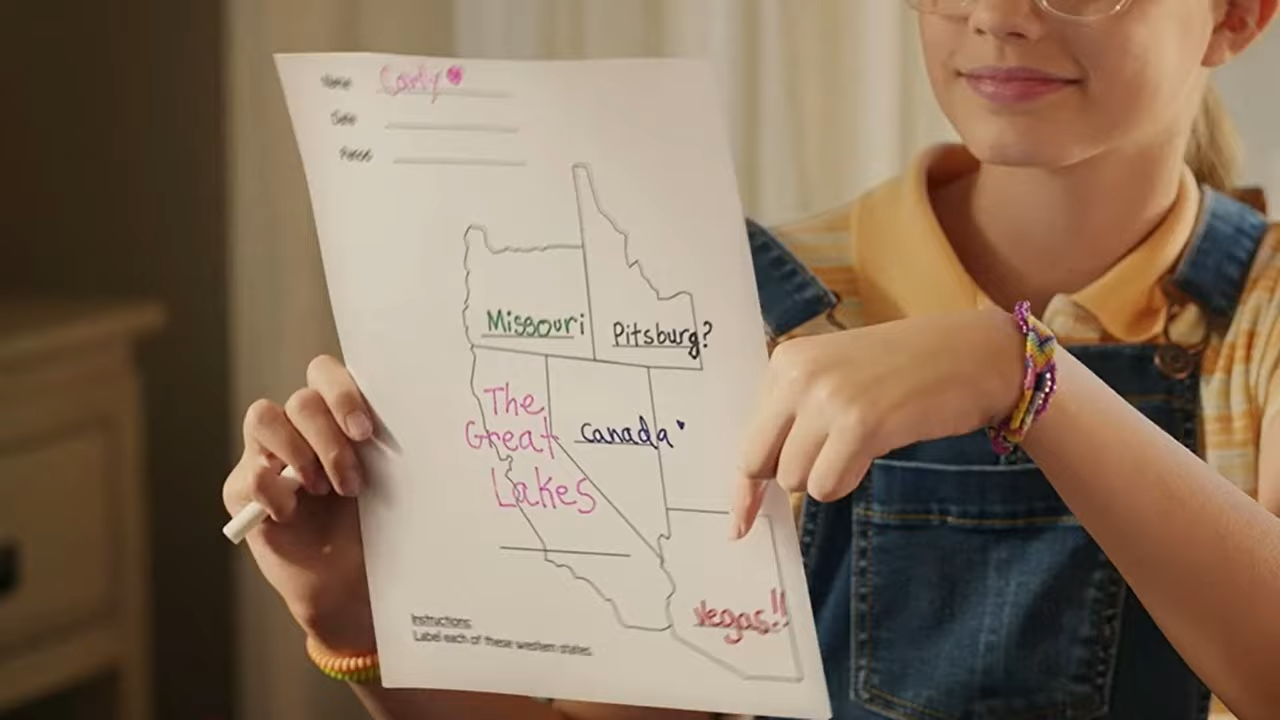 Name Carly
Date
Period
Missouri
Pitsburg?
The
Great
Lakes
Canada
Vegas!!
Instructions:
Label each of these western states.